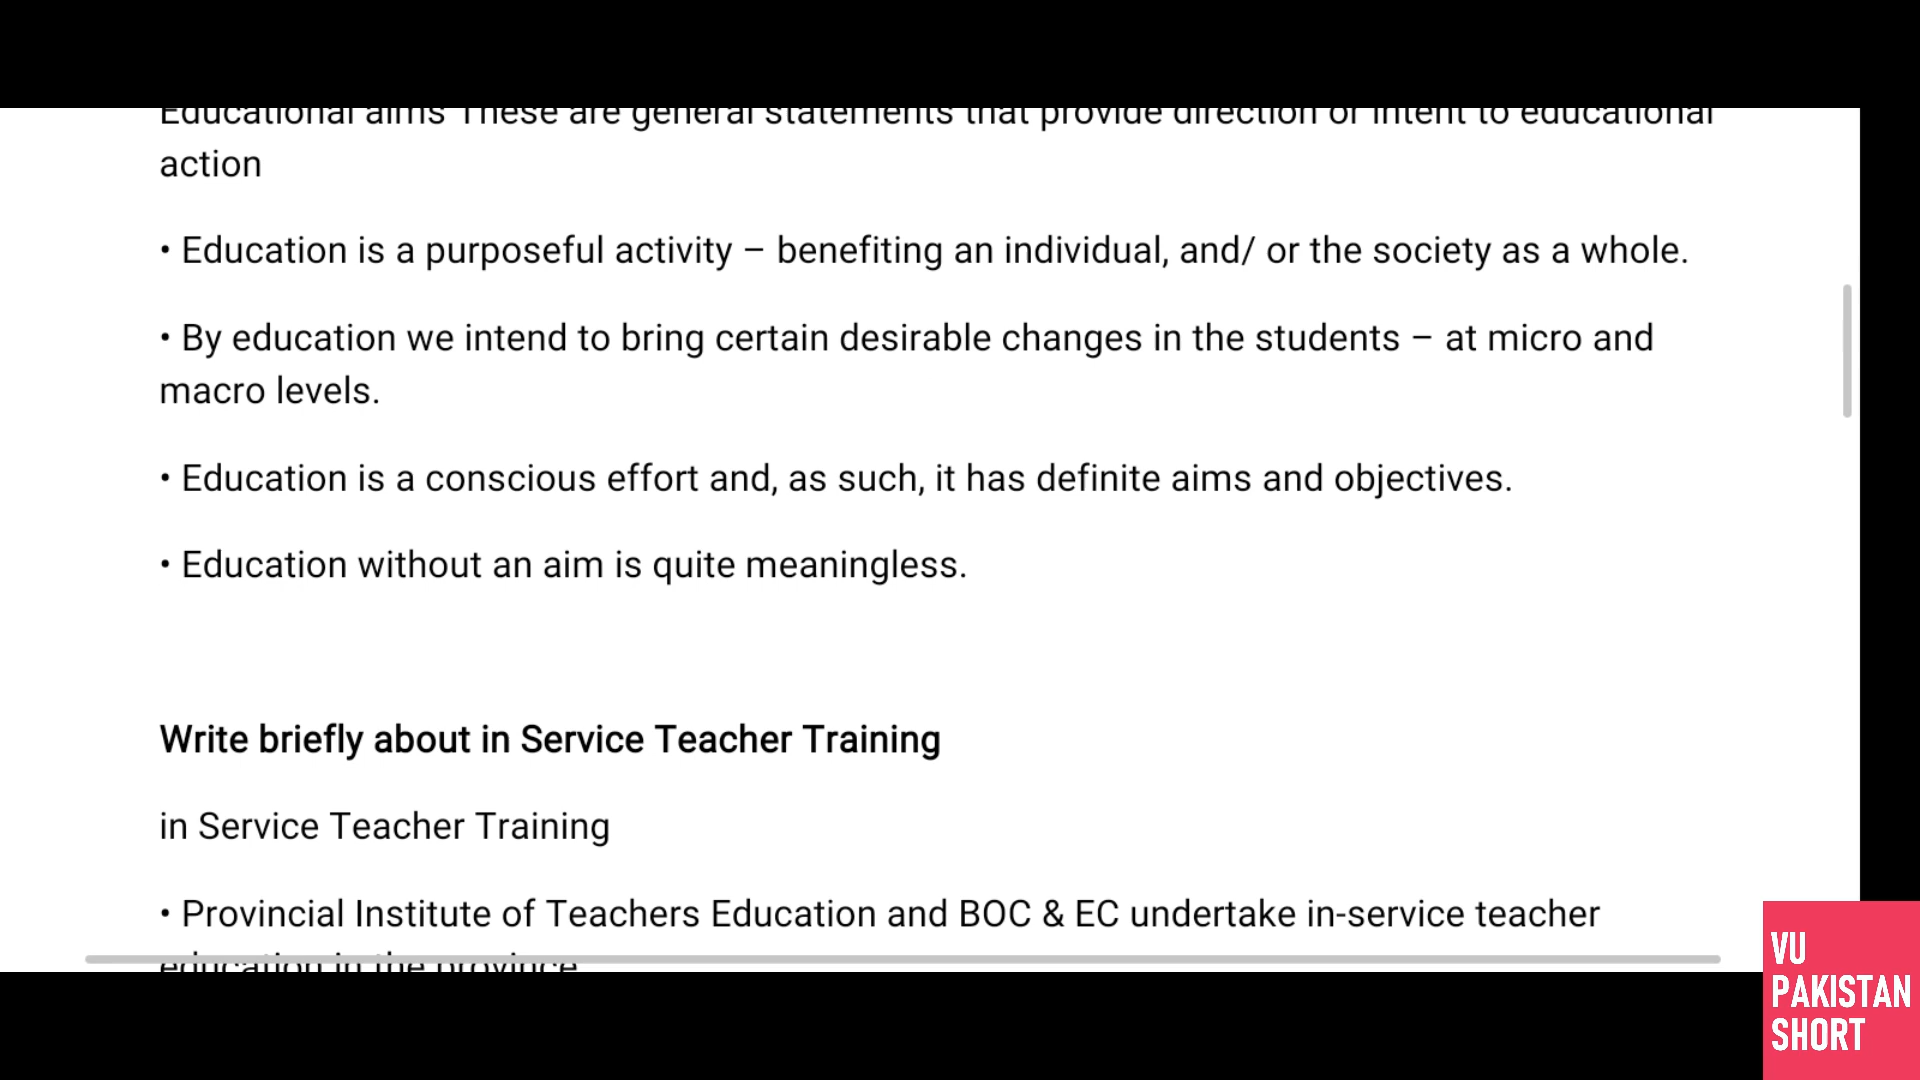 Educational aims These are general statements that provide direction or intent to educational
action
• Education is a purposeful activity – benefiting an individual, and/ or the society as a whole.
• By education we intend to bring certain desirable changes in the students – at micro and
macro levels.
• Education is a conscious effort and, as such, it has definite aims and objectives.
• Education without an aim is quite meaningless.
Write briefly about in Service Teacher Training
in Service Teacher Training
• Provincial Institute of Teachers Education and BOC & EC undertake in-service teacher
education in the province
VU
PAKISTAN
SHORT